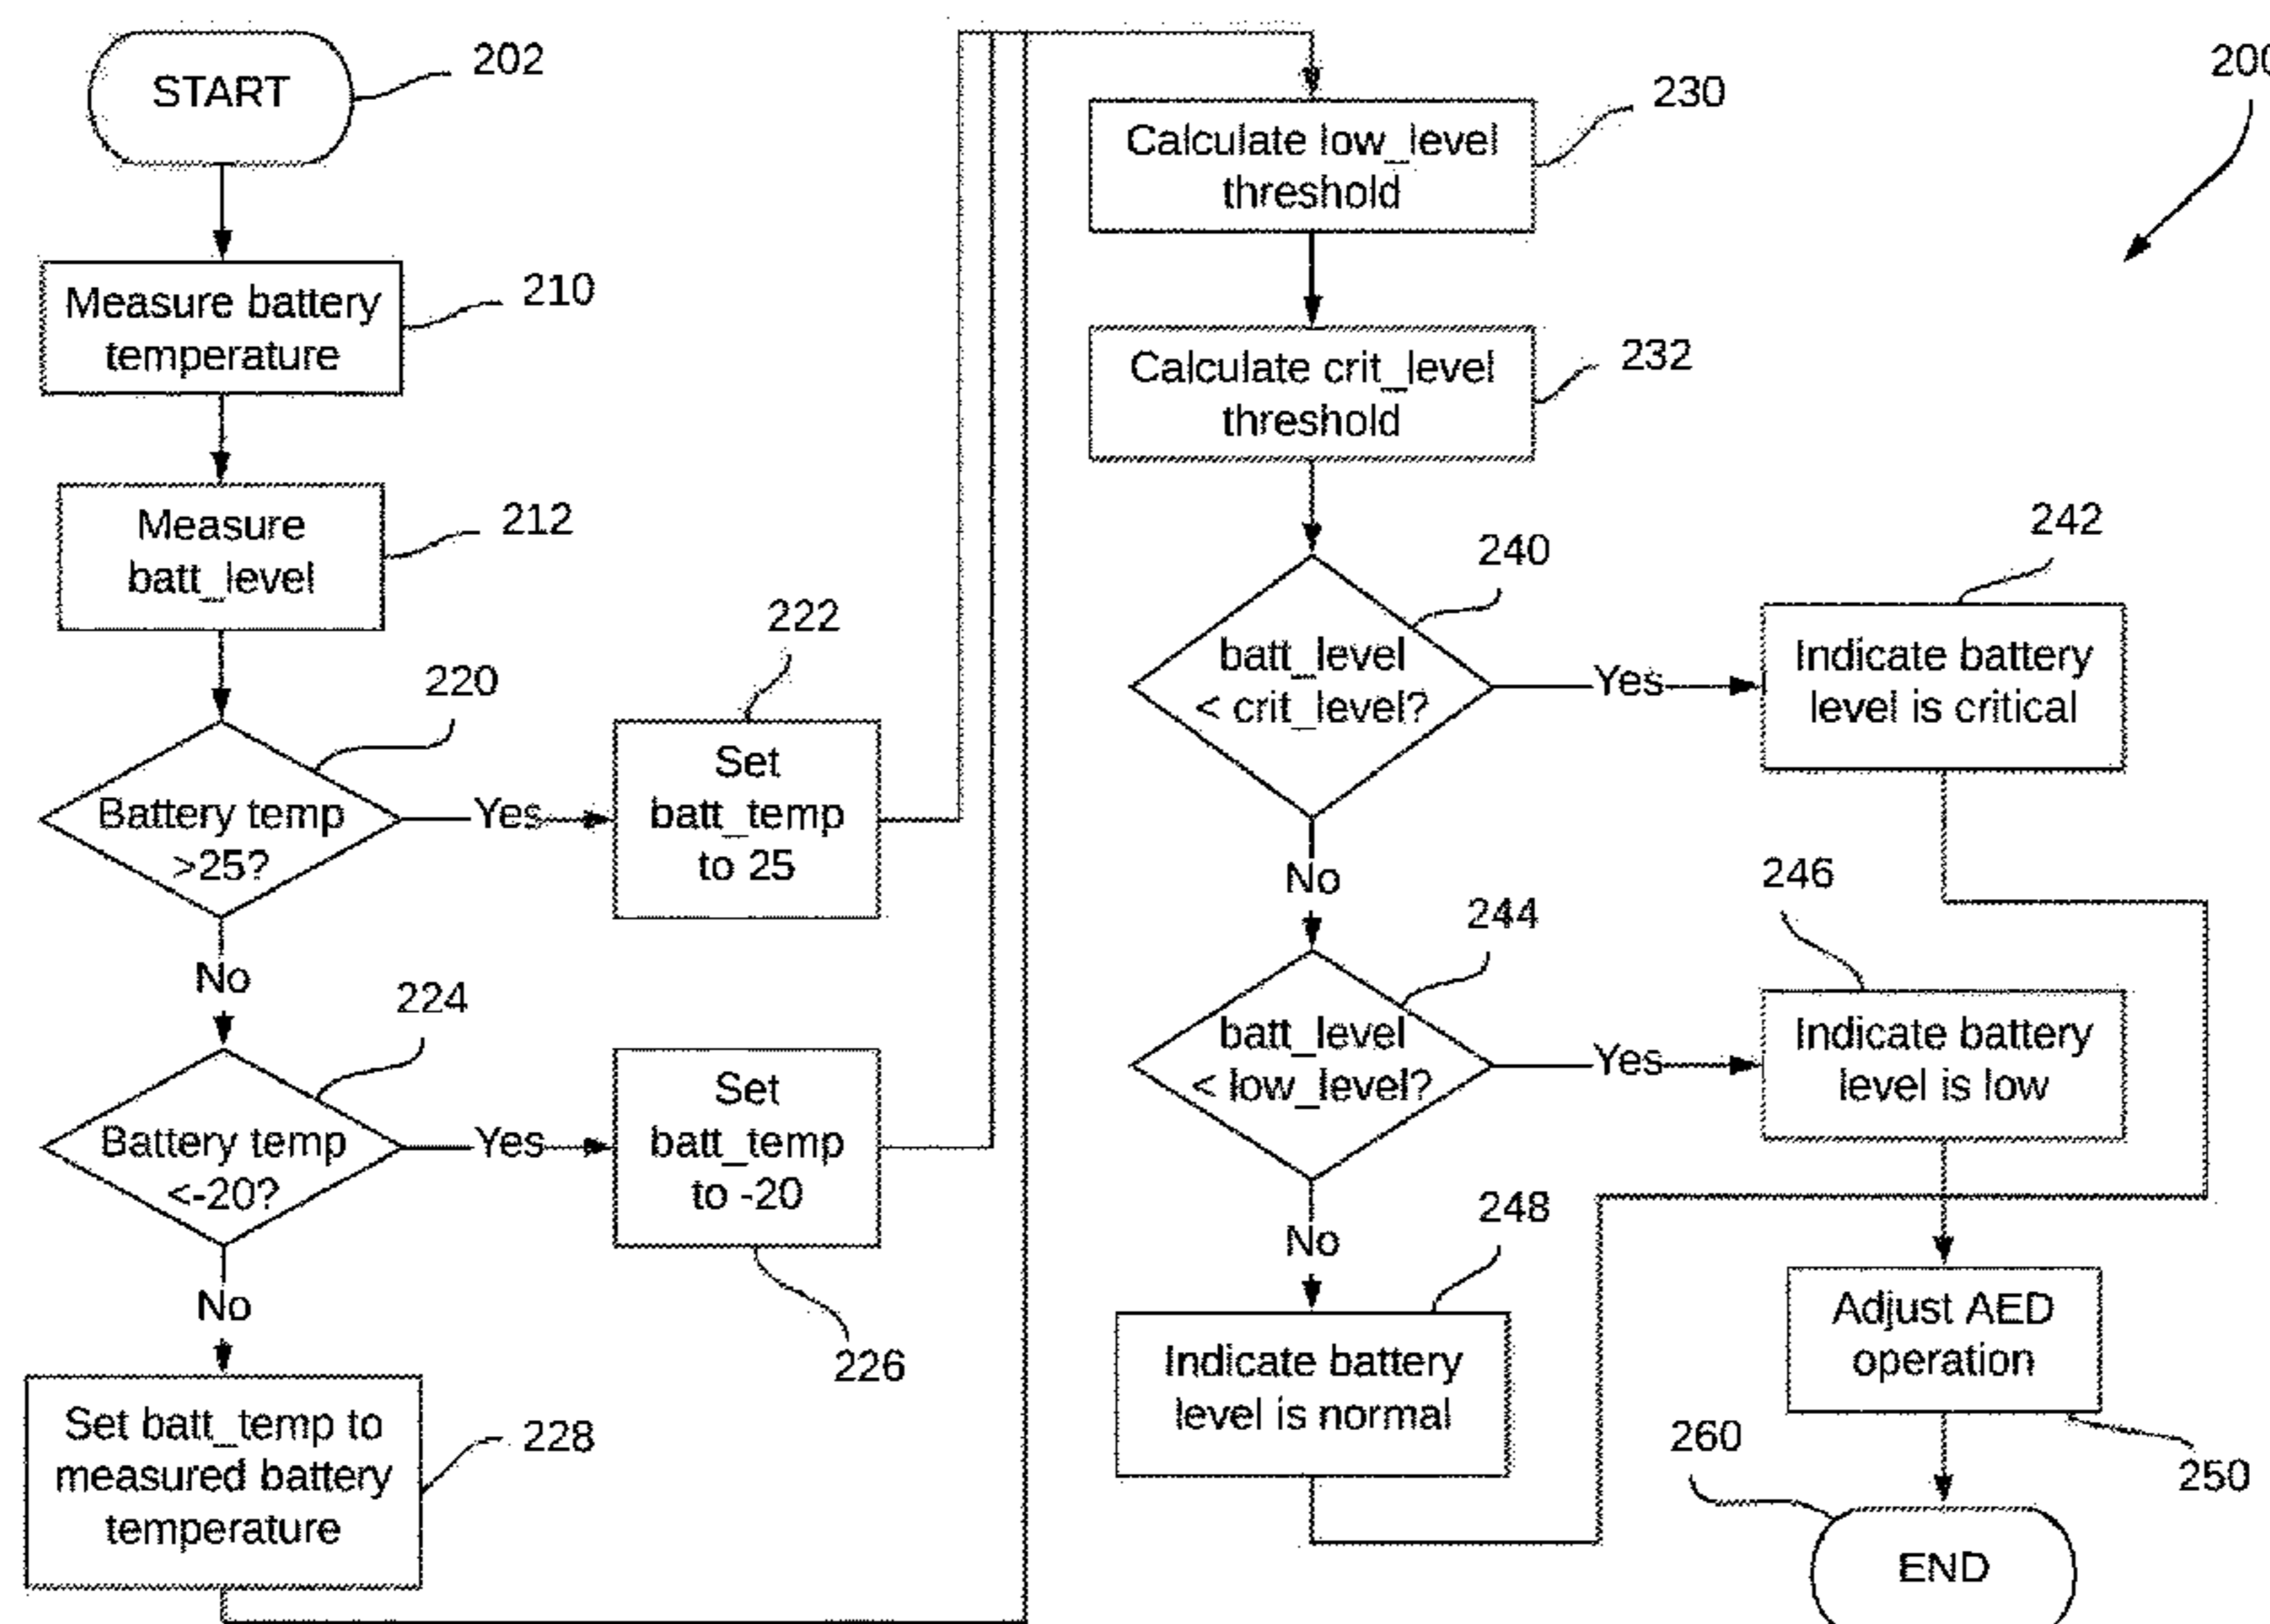 START
202
Measure battery
temperature
210
Measure
batt_level
212
Battery temp
>25?
220
Yes
Set
batt_temp
to 25
222
No
Battery temp
<-20?
224
Yes
Set
batt_temp
to -20
226
No
Set batt_temp to
measured battery
temperature
228
Calculate low_level
threshold
230
200
Calculate crit_level
threshold
232
batt_level
< crit_level?
240
Yes
Indicate battery
level is critical
242
No
batt_level
< low_level?
244
Yes
Indicate battery
level is low
246
No
Indicate battery
level is normal
248
Adjust AED
operation
250
END
260